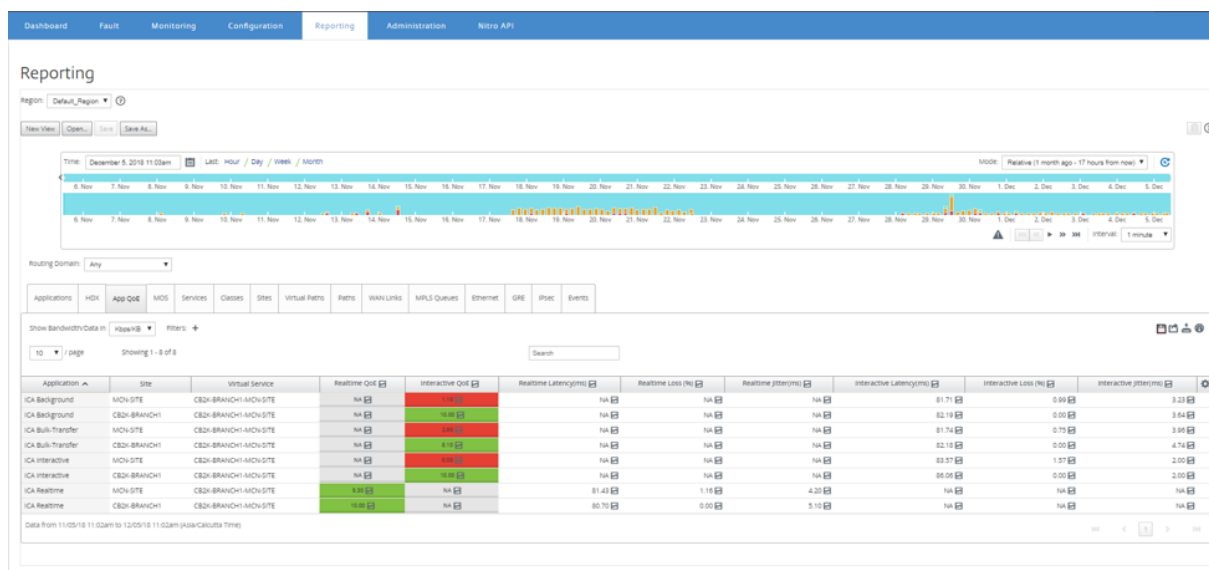 Dashboard Fault Monitoring Configuration Reporting Administration Nitro API
Reporting
Region: Default_Region
New View Open... Save Save As...
Time: December 5, 2018 11:03am Last: Hour / Day / Week / Month Mode: Relative (1 month ago - 17 hours from now)
6. Nov 7. Nov 8. Nov 9. Nov 10. Nov 11. Nov 12. Nov 13. Nov 14. Nov 15. Nov 16. Nov 17. Nov 18. Nov 19. Nov 20. Nov 21. Nov 22. Nov 23. Nov 24. Nov 25. Nov 26. Nov 27. Nov 28. Nov 29. Nov 30. Nov 1. Dec 2. Dec 3. Dec 4. Dec 5. Dec
6. Nov 7. Nov 8. Nov 9. Nov 10. Nov 11. Nov 12. Nov 13. Nov 14. Nov 15. Nov 16. Nov 17. Nov 18. Nov 19. Nov 20. Nov 21. Nov 22. Nov 23. Nov 24. Nov 25. Nov 26. Nov 27. Nov 28. Nov 29. Nov 30. Nov 1. Dec 2. Dec 3. Dec 4. Dec 5. Dec
Interval: 1 minute
Routing Domain: Any
Applications HDX App QoE MOS Services Classes Sites Virtual Paths Paths WAN Links MPLS Queues Ethernet GRE IPsec Events
Show Bandwidth/Data in Kbps/KB Filters: +
10 / page Showing 1 - 8 of 8 Search
Application Site Virtual Service Realtime QoE Interactive QoE Realtime Latency(ms) Realtime Loss (%) Realtime Jitter(ms) Interactive Latency(ms) Interactive Loss (%) Interactive Jitter(ms)
ICA Background MCN-SITE CB2K-BRANCH1-MCN-SITE NA NA NA NA 81.71 0.99 3.23
ICA Background CB2K-BRANCH1 CB2K-BRANCH1-MCN-SITE NA 10.00 NA NA NA 82.19 0.00 3.64
ICA Bulk-Transfer MCN-SITE CB2K-BRANCH1-MCN-SITE NA NA NA NA 81.74 0.75 3.96
ICA Bulk-Transfer CB2K-BRANCH1 CB2K-BRANCH1-MCN-SITE NA NA NA NA 82.18 0.00 4.74
ICA Interactive MCN-SITE CB2K-BRANCH1-MCN-SITE NA NA NA NA 83.57 1.57 2.00
ICA Interactive CB2K-BRANCH1 CB2K-BRANCH1-MCN-SITE NA 10.00 NA NA NA 86.06 0.00 2.00
ICA Realtime MCN-SITE CB2K-BRANCH1-MCN-SITE NA 81.43 1.16 4.20 NA NA NA
ICA Realtime CB2K-BRANCH1 CB2K-BRANCH1-MCN-SITE 10.00 NA 80.70 0.00 5.10 NA NA NA
Data from 11/05/18 11:02am to 12/05/18 11:02am (Asia/Calcutta Time)
1